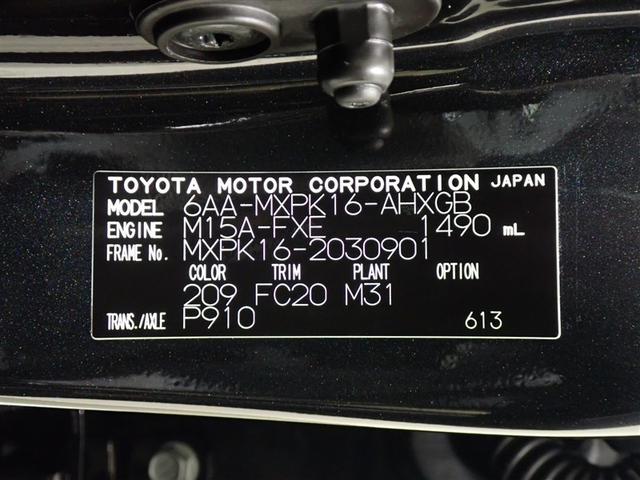 TOYOTA MOTOR CORPORATION JAPAN
MODEL 6AA-MXPK16-AHXGB
ENGINE M15A-FXE 1490 mL
FRAME No. MXPK16-2030901
COLOR TRIM PLANT OPTION
209 FC20 M31
TRANS./AXLE P910 613